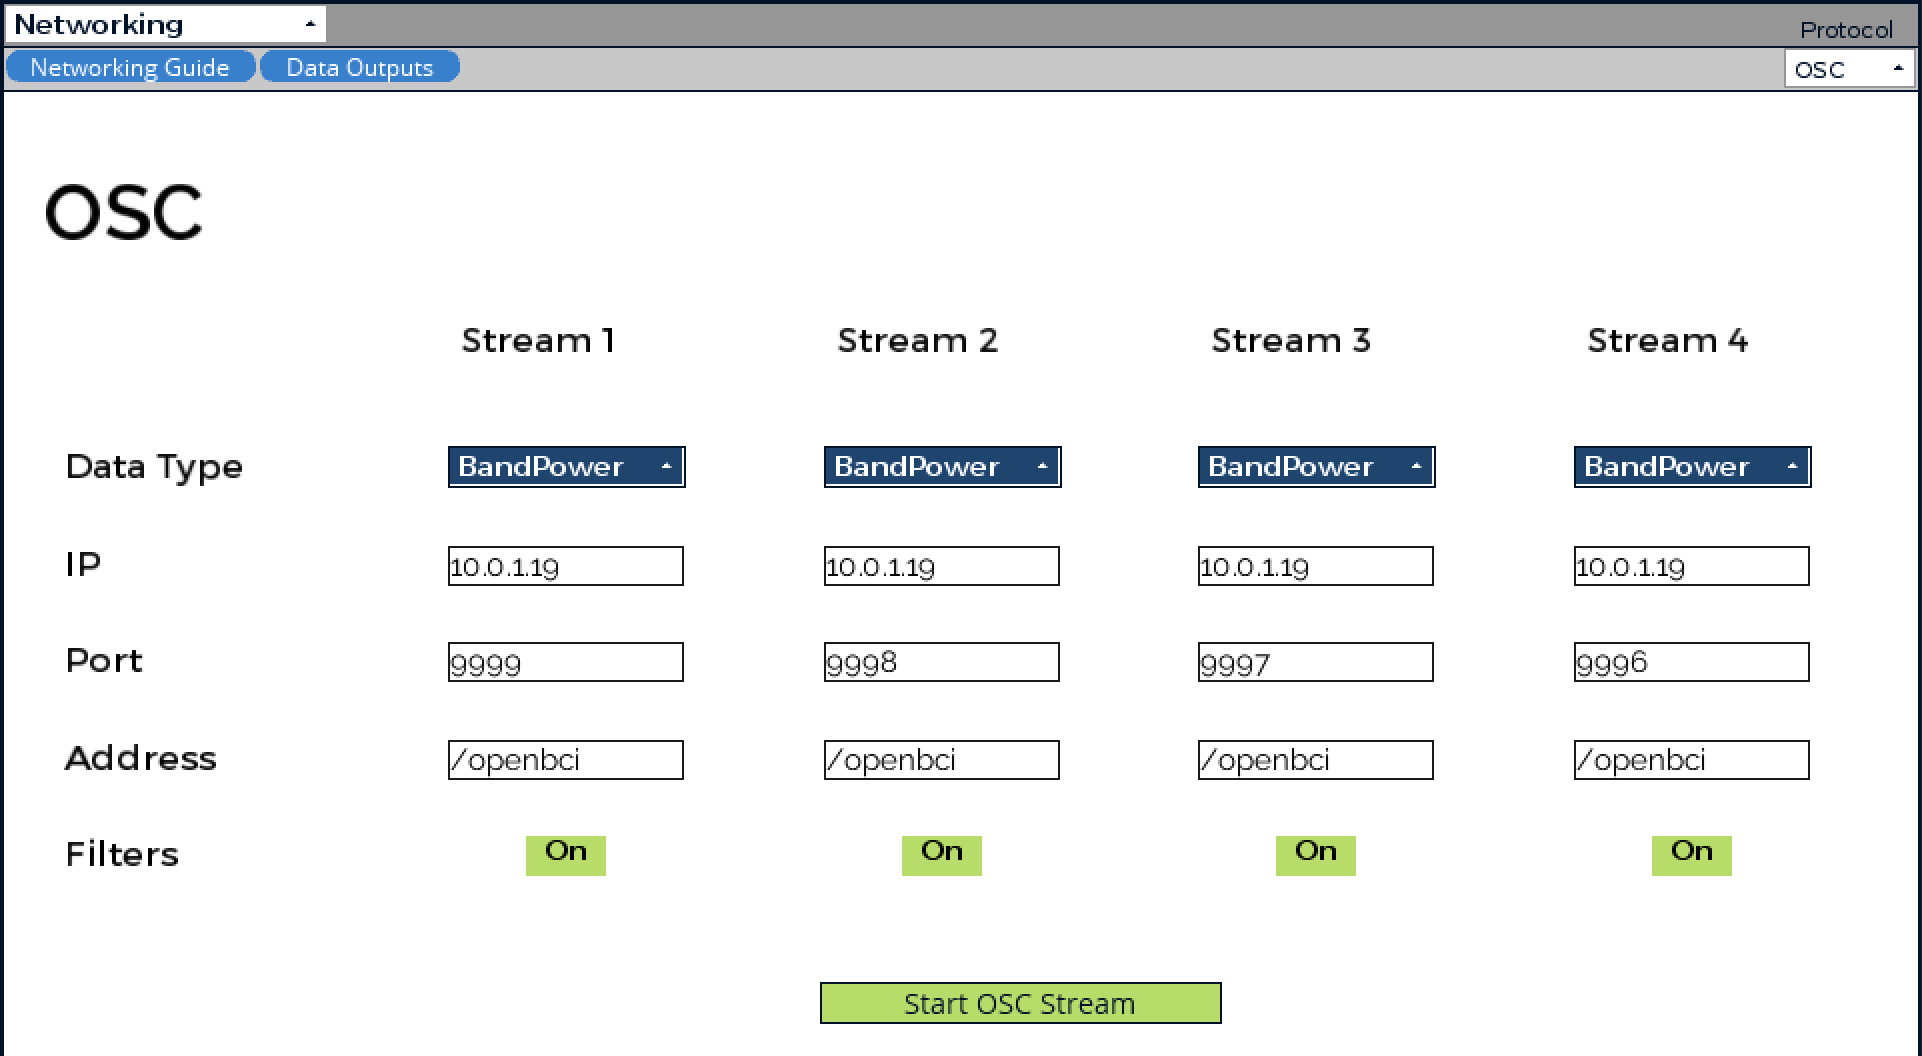 Networking
Protocol
Networking Guide Data Outputs OSC
OSC
Stream 1 Stream 2 Stream 3 Stream 4
Data Type BandPower BandPower BandPower BandPower
IP 10.0.1.19 10.0.1.19 10.0.1.19 10.0.1.19
Port 9999 9998 9997 9996
Address /openbci /openbci /openbci /openbci
Filters On On On On
Start OSC Stream